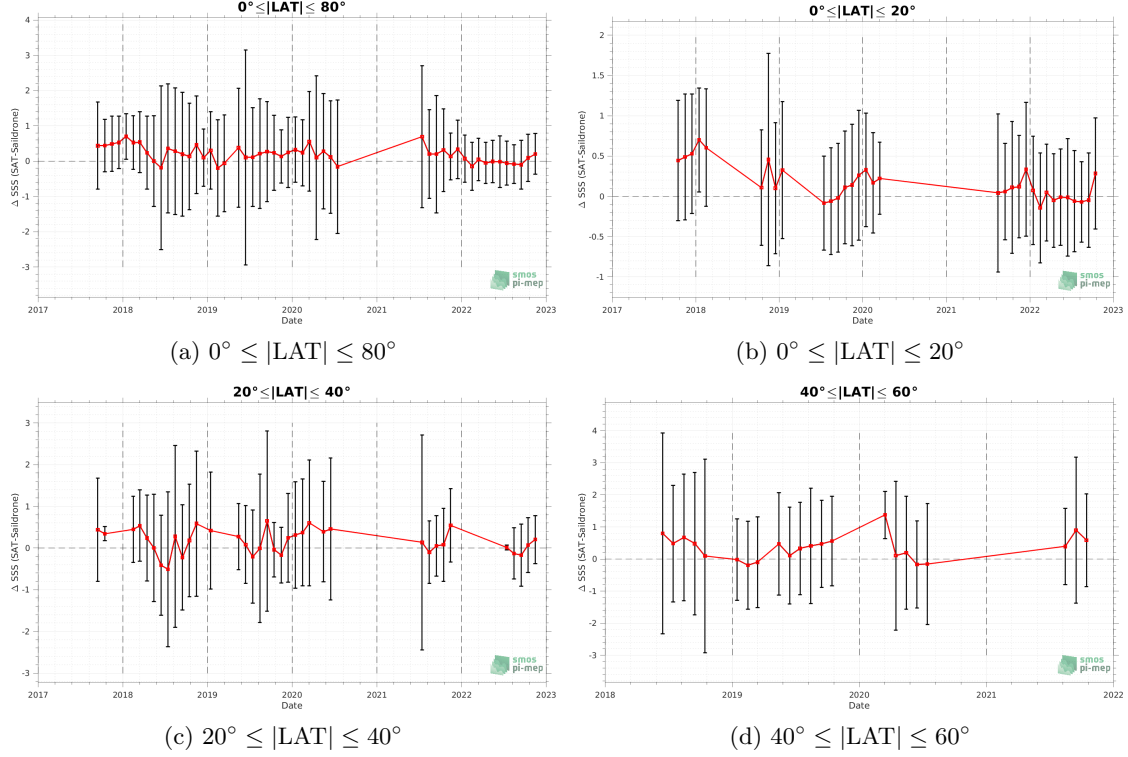 0°≤|LAT|≤ 80°
4
3
2
1
0
-1
-2
-3
Δ SSS (SAT-Saildrone)
smos
pi-mep
2017 2018 2019 2020 2021 2022 2023
Date
(a) 0° ≤ |LAT| ≤ 80°
0°≤|LAT|≤ 20°
2
1.5
1
0.5
0
-0.5
-1
Δ SSS (SAT-Saildrone)
smos
pi-mep
2017 2018 2019 2020 2021 2022 2023
Date
(b) 0° ≤ |LAT| ≤ 20°
20°≤|LAT|≤ 40°
3
2
1
0
-1
-2
-3
Δ SSS (SAT-Saildrone)
smos
pi-mep
2017 2018 2019 2020 2021 2022 2023
Date
(c) 20° ≤ |LAT| ≤ 40°
40°≤|LAT|≤ 60°
4
3
2
1
0
-1
-2
-3
Δ SSS (SAT-Saildrone)
smos
pi-mep
2018 2019 2020 2021 2022
Date
(d) 40° ≤ |LAT| ≤ 60°